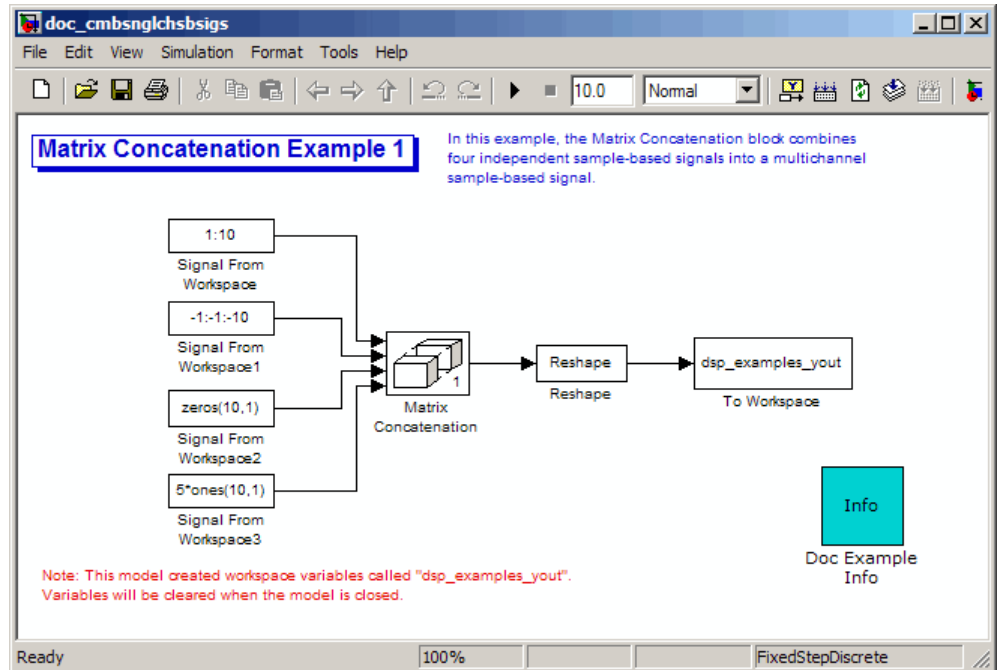 doc_cmbsnglchsbsigs
File Edit View Simulation Format Tools Help
10.0 Normal
Matrix Concatenation Example 1
In this example, the Matrix Concatenation block combines
four independent sample-based signals into a multichannel
sample-based signal.
1:10
Signal From
Workspace
-1:-1:-10
Signal From
Workspace1
zeros(10,1)
Signal From
Workspace2
5*ones(10,1)
Signal From
Workspace3
1
Matrix
Concatenation
Reshape
Reshape
dsp_examples_yout
To Workspace
Info
Doc Example
Info
Note: This model created workspace variables called "dsp_examples_yout".
Variables will be cleared when the model is closed.
Ready 100% FixedStepDiscrete